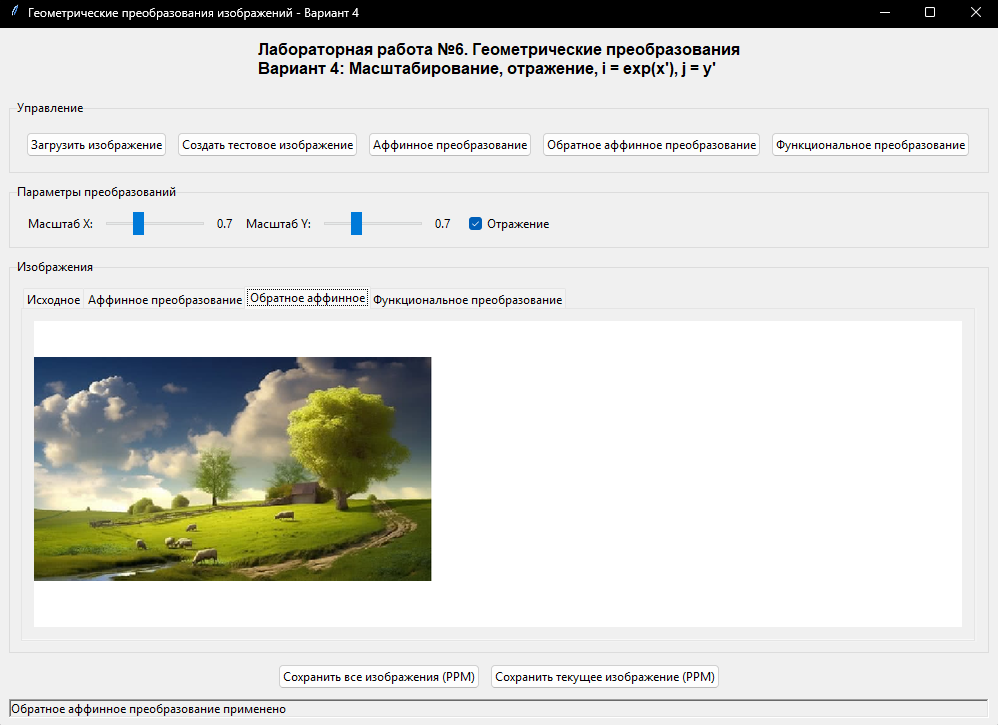 Геометрические преобразования изображений - Вариант 4
Лабораторная работа №6. Геометрические преобразования
Вариант 4: Масштабирование, отражение, i = exp(x'), j = y'
Управление
Загрузить изображение Создать тестовое изображение Аффинное преобразование Обратное аффинное преобразование Функциональное преобразование
Параметры преобразований
Масштаб X: 0.7 Масштаб Y: 0.7 Отражение
Изображения
Исходное Аффинное преобразование Обратное аффинное Функциональное преобразование
Сохранить все изображения (PPM) Сохранить текущее изображение (PPM)
Обратное аффинное преобразование применено